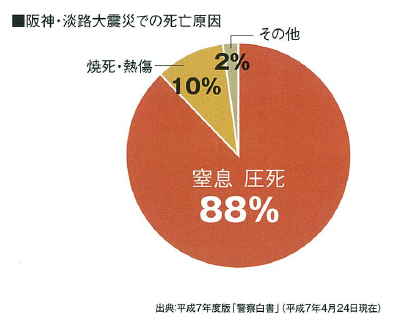 ■阪神・淡路大震災での死亡原因
その他
2%
焼死・熱傷
10%
窒息 圧死
88%
出典:平成7年度版「警察白書」(平成7年4月24日現在)